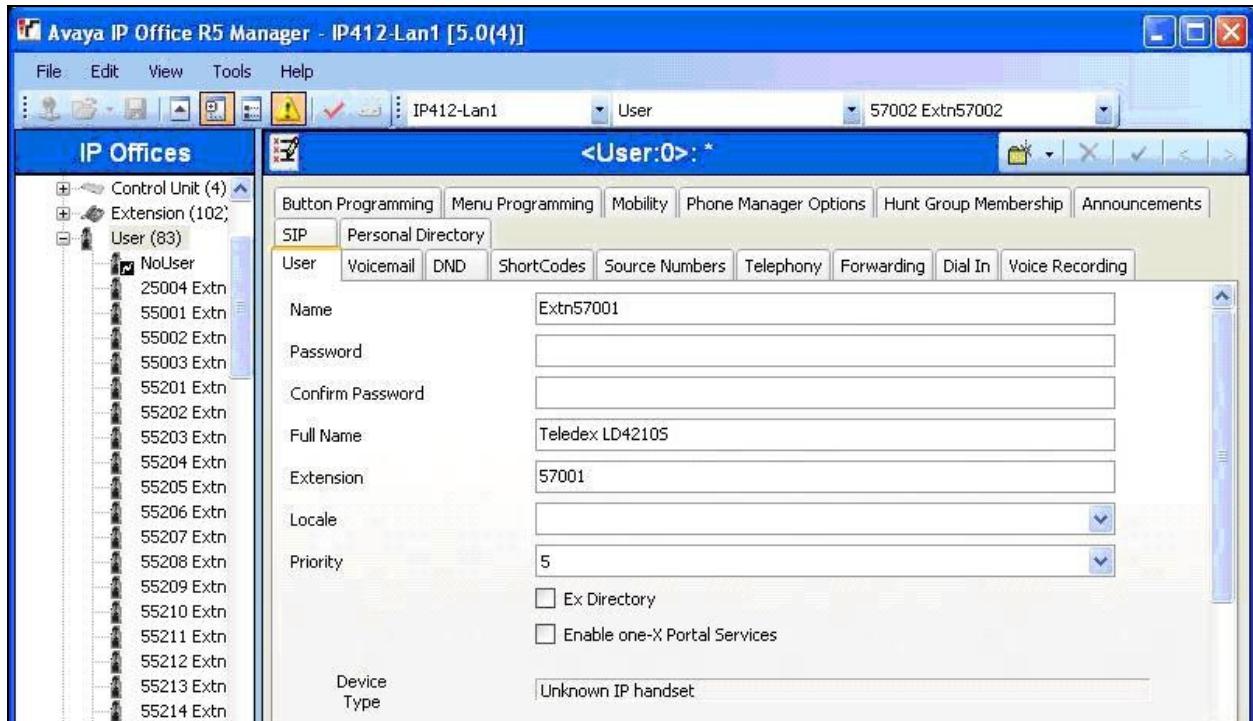 Avaya IP Office R5 Manager - IP412-Lan1 [5.0(4)]
File Edit View Tools Help
IP412-Lan1 User 57002 Extn57002
IP Offices
<User:0>: *
Control Unit (4)
Extension (102)
User (83)
NoUser
25004 Extn
55001 Extn
55002 Extn
55003 Extn
55201 Extn
55202 Extn
55203 Extn
55204 Extn
55205 Extn
55206 Extn
55207 Extn
55208 Extn
55209 Extn
55210 Extn
55211 Extn
55212 Extn
55213 Extn
55214 Extn
Button Programming Menu Programming Mobility Phone Manager Options Hunt Group Membership Announcements
SIP Personal Directory
User Voicemail DND ShortCodes Source Numbers Telephony Forwarding Dial In Voice Recording
Name Extn57001
Password
Confirm Password
Full Name Teledex LD4210S
Extension 57001
Locale
Priority 5
Ex Directory
Enable one-X Portal Services
Device
Type
Unknown IP handset